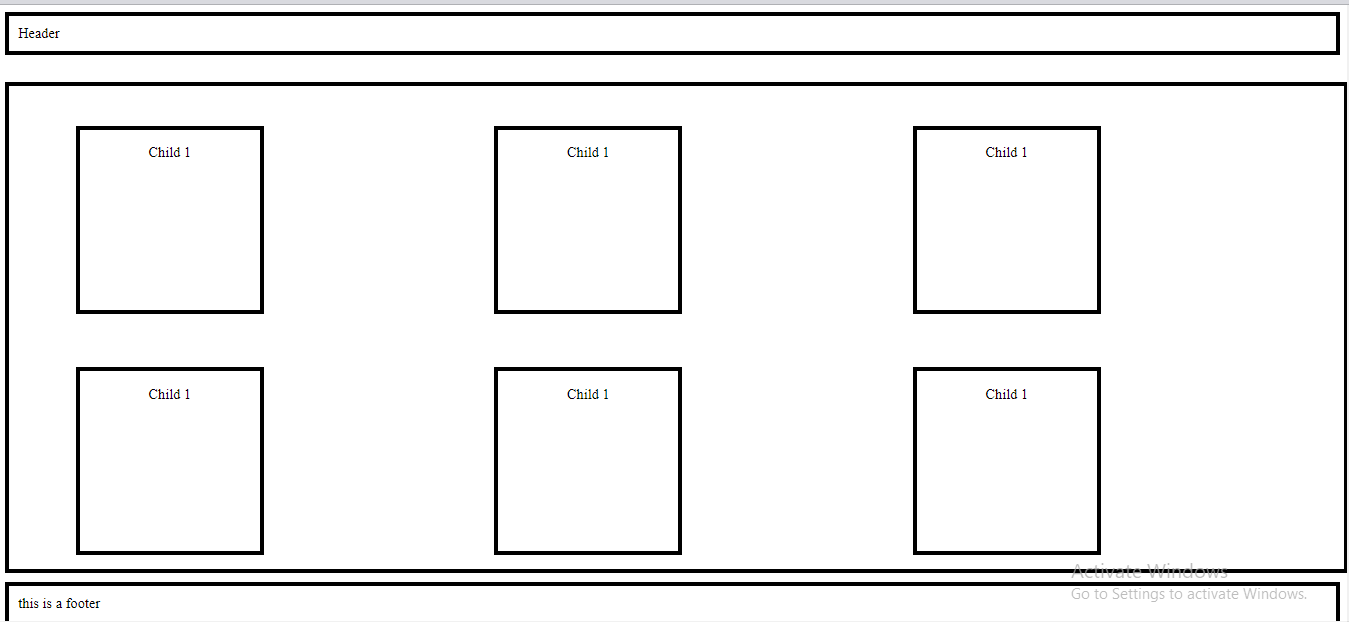 Header
Child 1
Child 1
Child 1
Child 1
Child 1
Child 1
Activate Windows
Go to Settings to activate Windows.
this is a footer